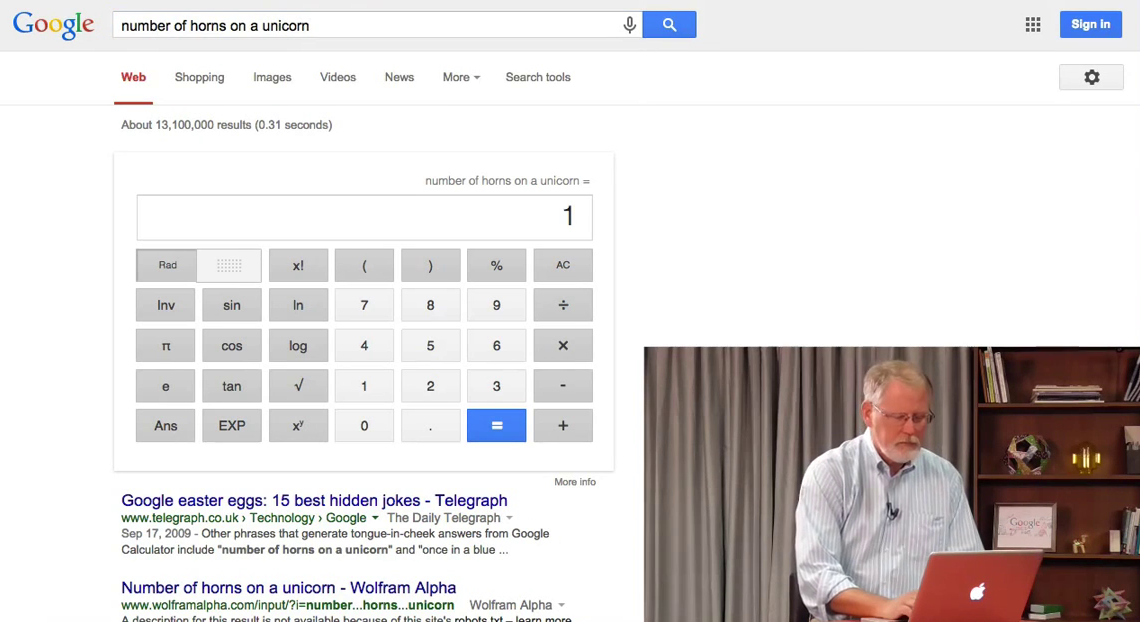 Google number of horns on a unicorn Sign in
Web Shopping Images Videos News More Search tools
About 13,100,000 results (0.31 seconds)
number of horns on a unicorn =
1
Rad x! ( ) % AC
Inv sin ln 7 8 9 ÷
π cos log 4 5 6 ×
e tan √ 1 2 3 -
Ans EXP xʸ 0 . = +
More info
Google easter eggs: 15 best hidden jokes - Telegraph
www.telegraph.co.uk › Technology › Google The Daily Telegraph
Sep 17, 2009 - Other phrases that generate tongue-in-cheek answers from Google
Calculator include "number of horns on a unicorn" and "once in a blue ...
Number of horns on a unicorn - Wolfram Alpha
www.wolframalpha.com/input/?i=number...horns...unicorn Wolfram Alpha
A description for this result is not available because of this site's robots.txt – learn more.
Google